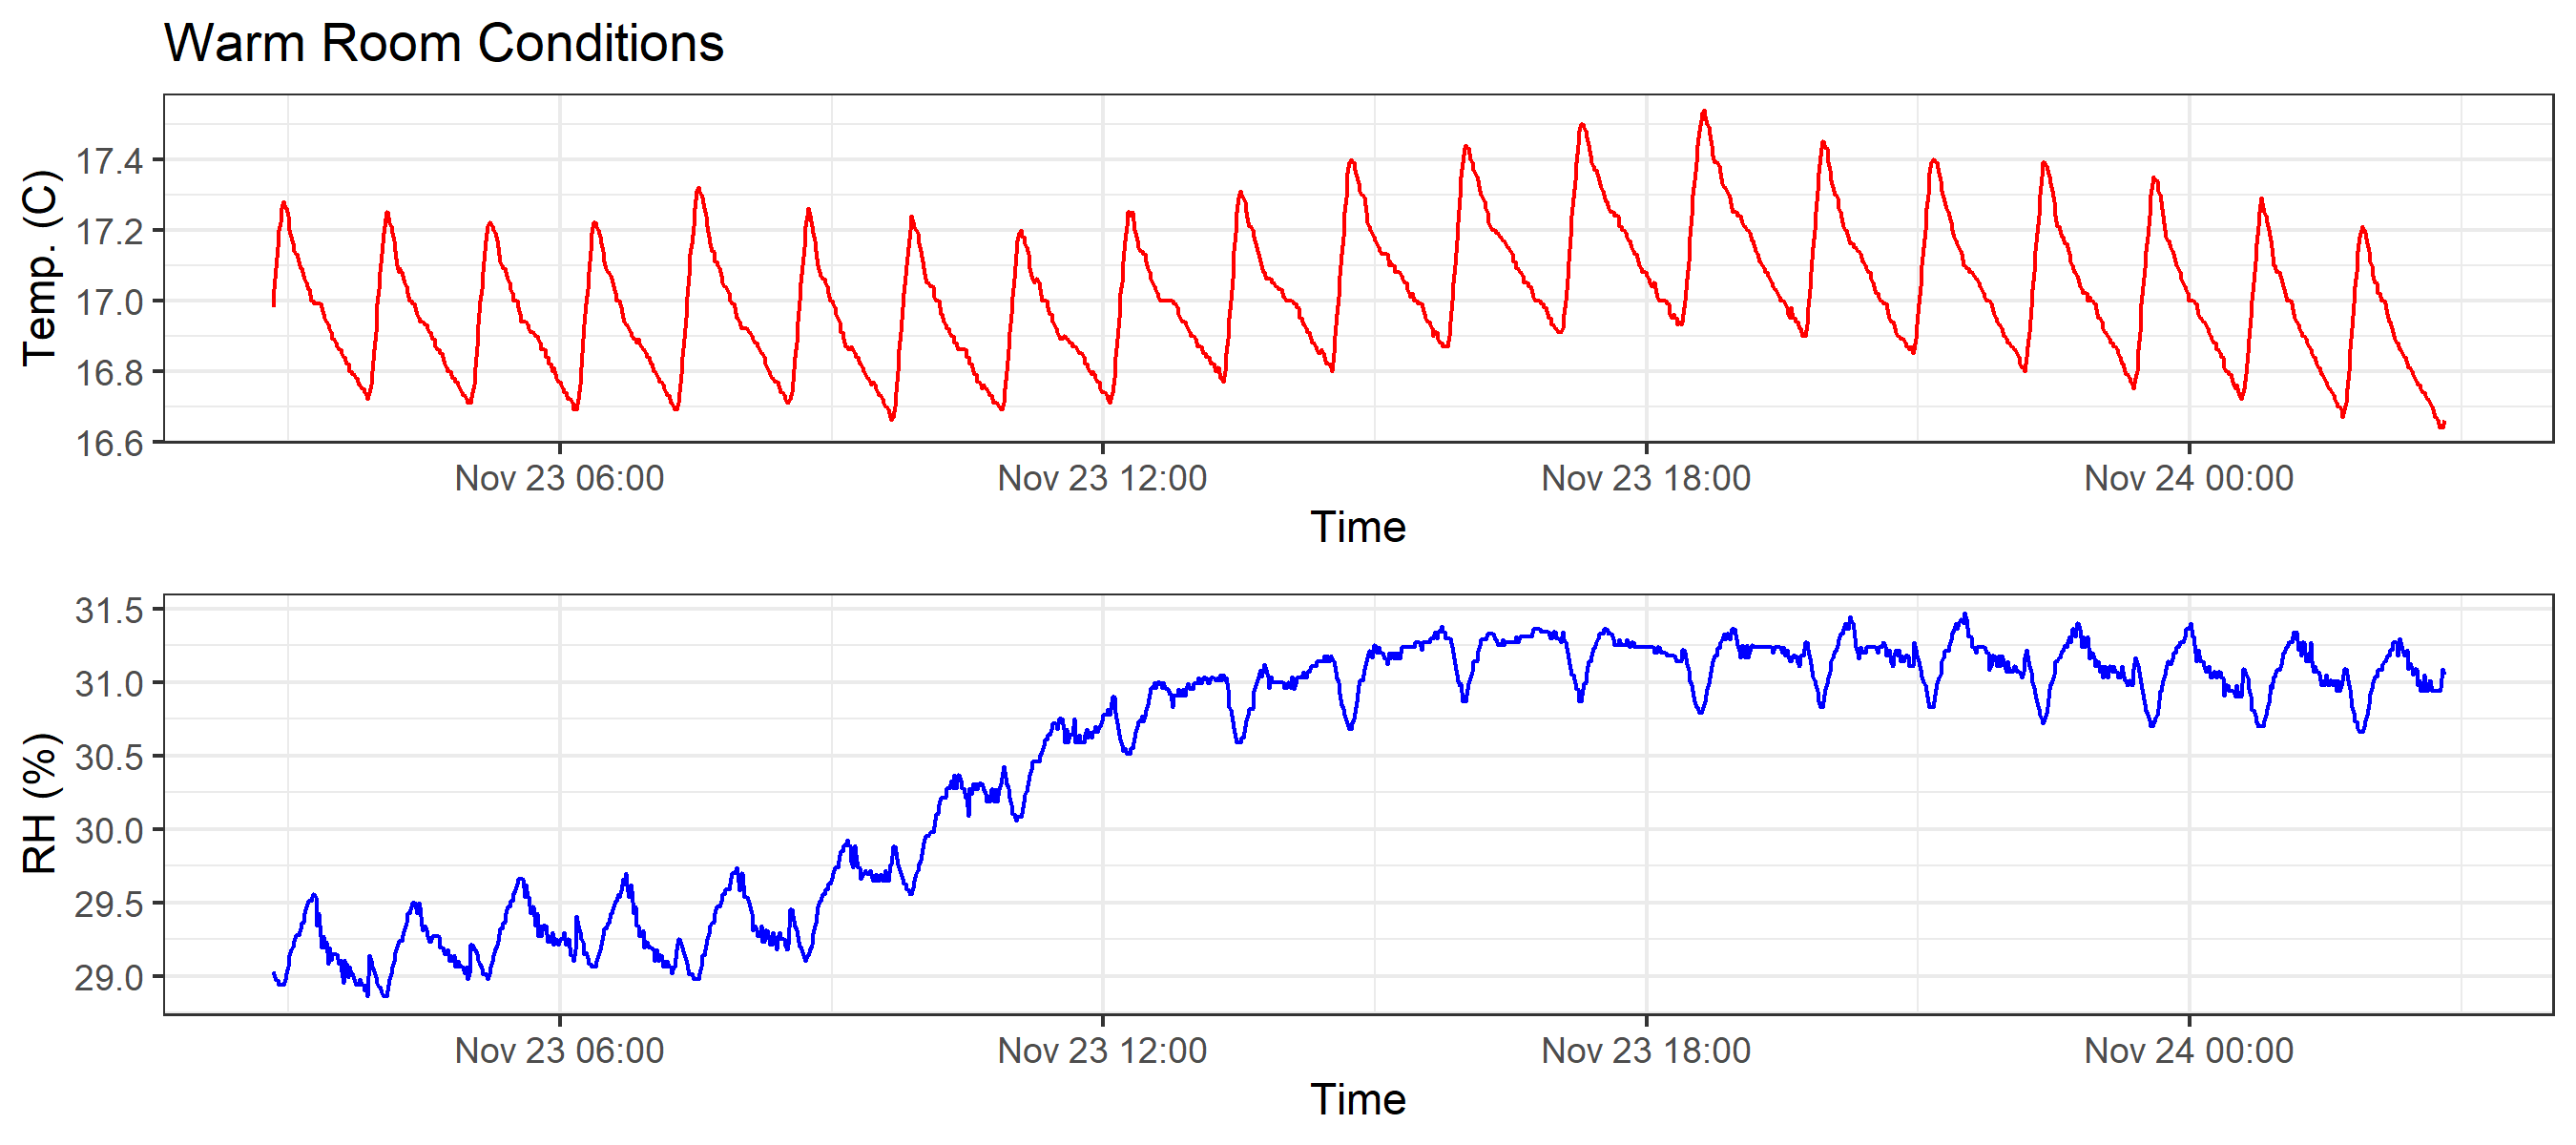 Warm Room Conditions
Temp. (C)
17.4
17.2
17.0
16.8
16.6
Nov 23 06:00 Nov 23 12:00 Nov 23 18:00 Nov 24 00:00
Time
RH (%)
31.5
31.0
30.5
30.0
29.5
29.0
Nov 23 06:00 Nov 23 12:00 Nov 23 18:00 Nov 24 00:00
Time